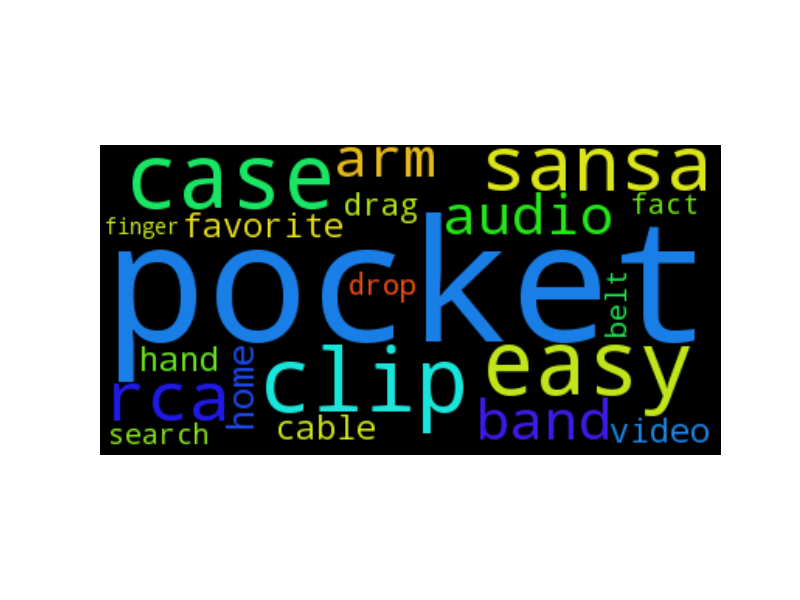 case
arm
sansa
drag
fact
finger
favorite
audio
pocket
drop
belt
hand
home
clip
easy
rca
band
search
cable
video